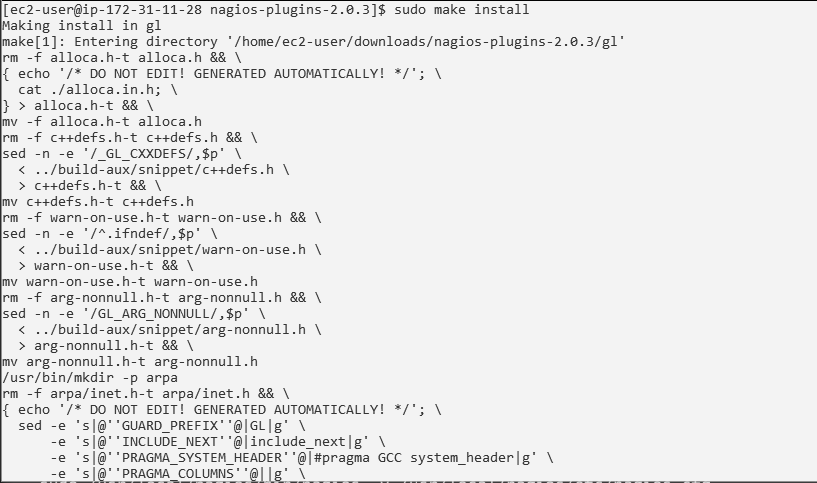 [ec2-user@ip-172-31-11-28 nagios-plugins-2.0.3]$ sudo make install
Making install in gl
make[1]: Entering directory '/home/ec2-user/downloads/nagios-plugins-2.0.3/gl'
rm -f alloca.h-t alloca.h && \
{ echo '/* DO NOT EDIT! GENERATED AUTOMATICALLY! */'; \
  cat ./alloca.in.h; \
} > alloca.h-t && \
mv -f alloca.h-t alloca.h
rm -f c++defs.h-t c++defs.h && \
sed -n -e '/_GL_CXXDEFS/,$p' \
  < ../build-aux/snippet/c++defs.h \
  > c++defs.h-t && \
mv c++defs.h-t c++defs.h
rm -f warn-on-use.h-t warn-on-use.h && \
sed -n -e '/^.ifndef/,$p' \
  < ../build-aux/snippet/warn-on-use.h \
  > warn-on-use.h-t && \
mv warn-on-use.h-t warn-on-use.h
rm -f arg-nonnull.h-t arg-nonnull.h && \
sed -n -e '/GL_ARG_NONNULL/,$p' \
  < ../build-aux/snippet/arg-nonnull.h \
  > arg-nonnull.h-t && \
mv arg-nonnull.h-t arg-nonnull.h
/usr/bin/mkdir -p arpa
rm -f arpa/inet.h-t arpa/inet.h && \
{ echo '/* DO NOT EDIT! GENERATED AUTOMATICALLY! */'; \
  sed -e 's|@''GUARD_PREFIX''@|GL|g' \
      -e 's|@''INCLUDE_NEXT''@|include_next|g' \
      -e 's|@''PRAGMA_SYSTEM_HEADER''@|#pragma GCC system_header|g' \
      -e 's|@''PRAGMA_COLUMNS''@||g' \